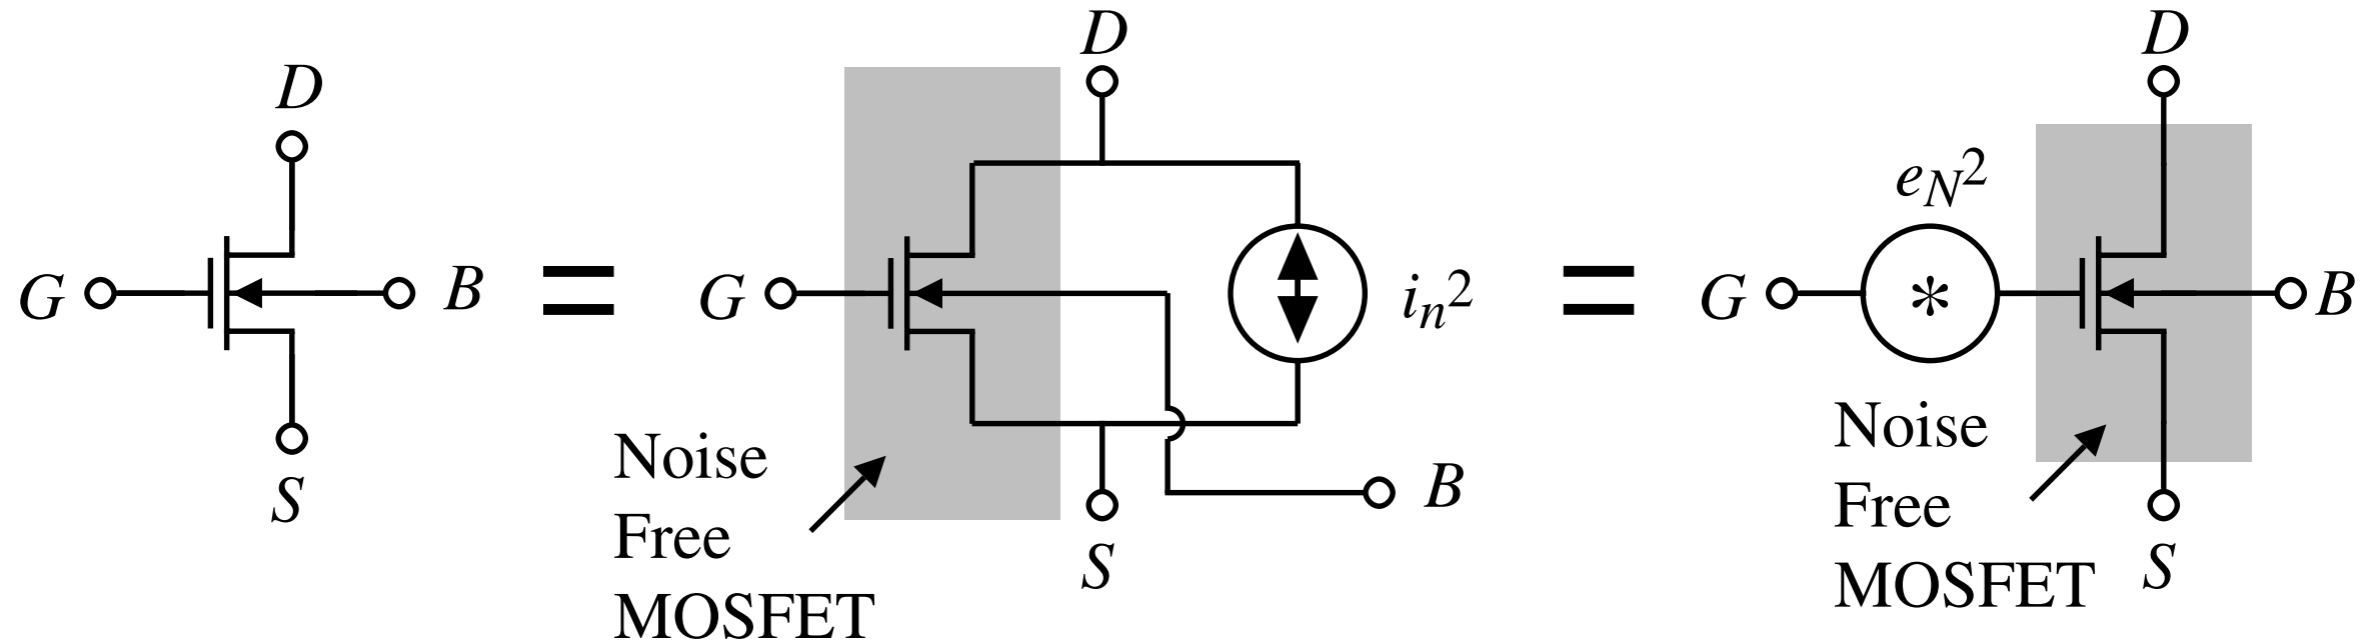 D
G
B
S
=
D
G
i_n^2
B
S
Noise
Free
MOSFET
=
D
e_N^2
G
*
B
S
Noise
Free
MOSFET